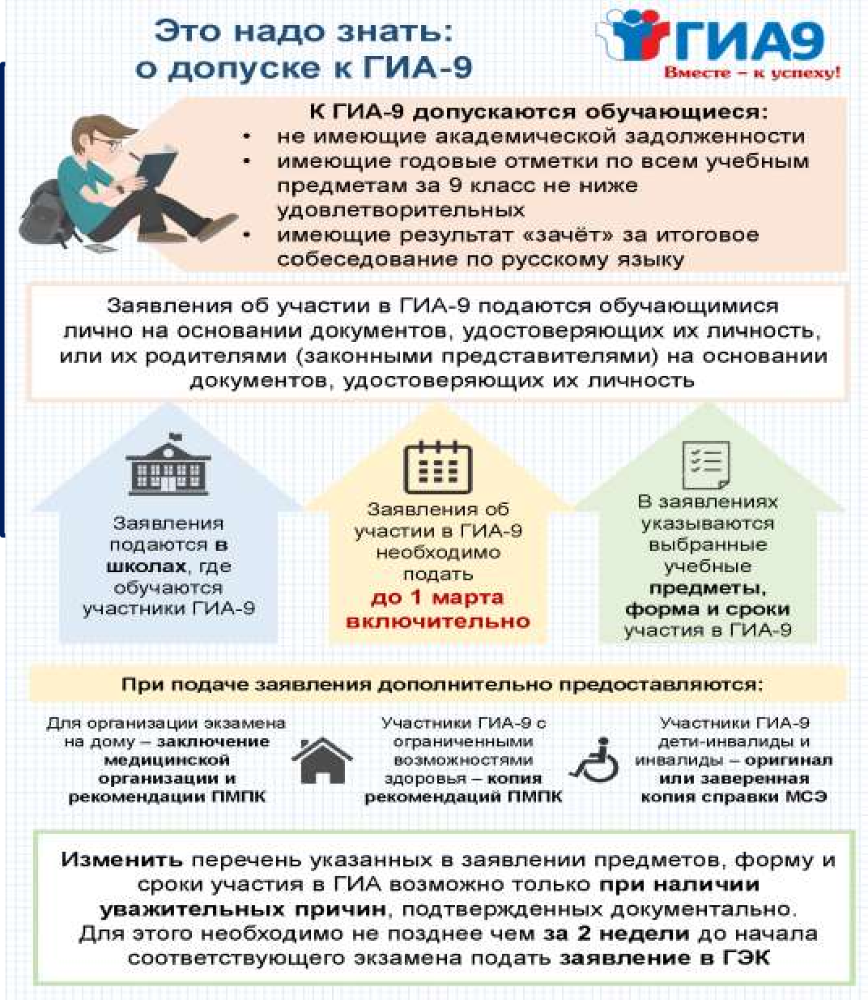 Это надо знать:
о допуске к ГИА-9
ГИА9
Вместе – к успеху!
К ГИА-9 допускаются обучающиеся:
• не имеющие академической задолженности
• имеющие годовые отметки по всем учебным
предметам за 9 класс не ниже
удовлетворительных
• имеющие результат «зачёт» за итоговое
собеседование по русскому языку
Заявления об участии в ГИА-9 подаются обучающимися
лично на основании документов, удостоверяющих их личность,
или их родителями (законными представителями) на основании
документов, удостоверяющих их личность
Заявления
подаются в
школах, где
обучаются
участники ГИА-9
Заявления об
участии в ГИА-9
необходимо
подать
до 1 марта
включительно
В заявлениях
указываются
выбранные
учебные
предметы,
форма и сроки
участия в ГИА-9
При подаче заявления дополнительно предоставляются:
Для организации экзамена
на дому – заключение
медицинской
организации и
рекомендации ПМПК
Участники ГИА-9 с
ограниченными
возможностями
здоровья – копия
рекомендаций ПМПК
Участники ГИА-9
дети-инвалиды и
инвалиды – оригинал
или заверенная
копия справки МСЭ
Изменить перечень указанных в заявлении предметов, форму и
сроки участия в ГИА возможно только при наличии
уважительных причин, подтвержденных документально.
Для этого необходимо не позднее чем за 2 недели до начала
соответствующего экзамена подать заявление в ГЭК